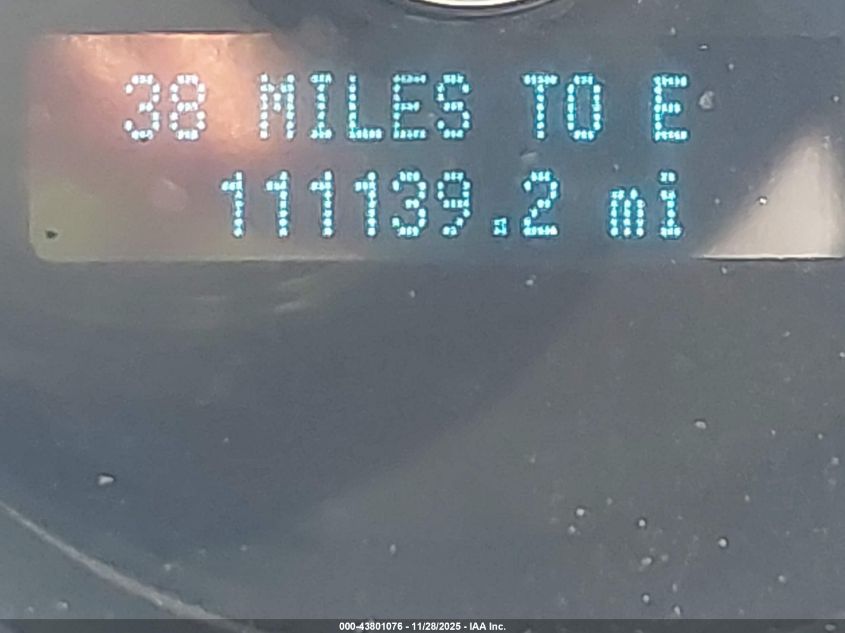 38 MILES TO E
111139.2 mi
000-43801076 - 11/28/2025 - IAA Inc.